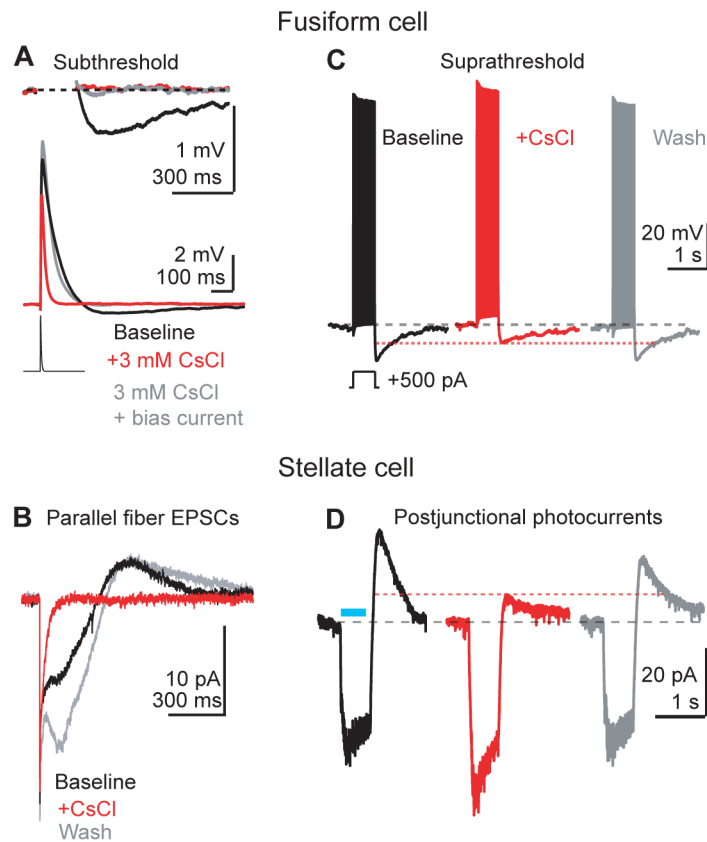 Fusiform cell
A
Subthreshold
1 mV
300 ms
2 mV
100 ms
Baseline
+3 mM CsCl
3 mM CsCl
+ bias current
C
Suprathreshold
Baseline
+CsCl
Wash
20 mV
1 s
+500 pA
Stellate cell
B
Parallel fiber EPSCs
10 pA
300 ms
Baseline
+CsCl
Wash
D
Postjunctional photocurrents
20 pA
1 s